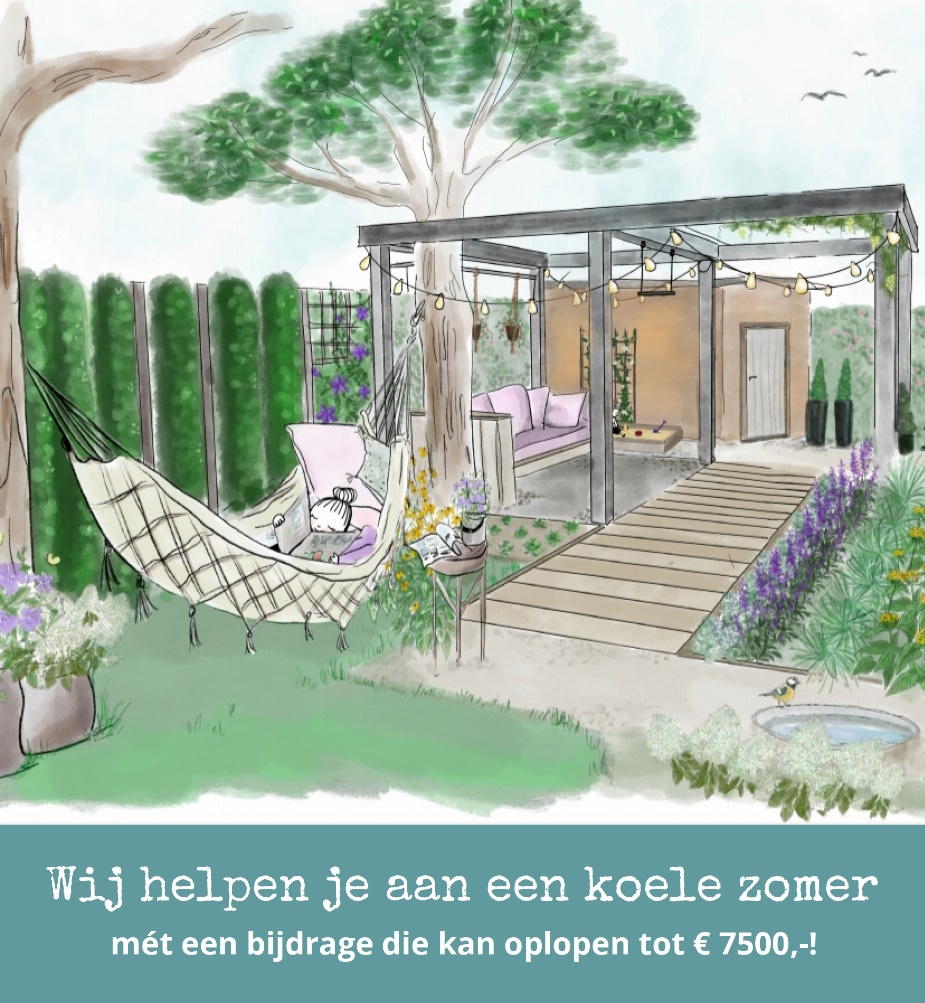 Wij helpen je aan een koele zomer
mét een bijdrage die kan oplopen tot € 7500,-!